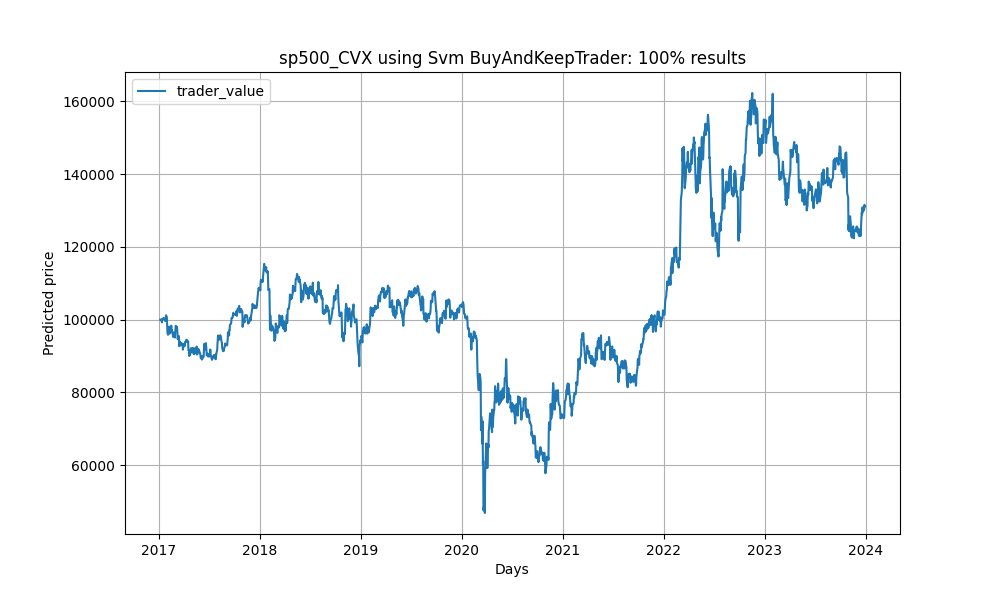 sp500_CVX using Svm BuyAndKeepTrader: 100% results
trader_value
160000
140000
120000
100000
80000
60000
Predicted price
2017 2018 2019 2020 2021 2022 2023 2024
Days